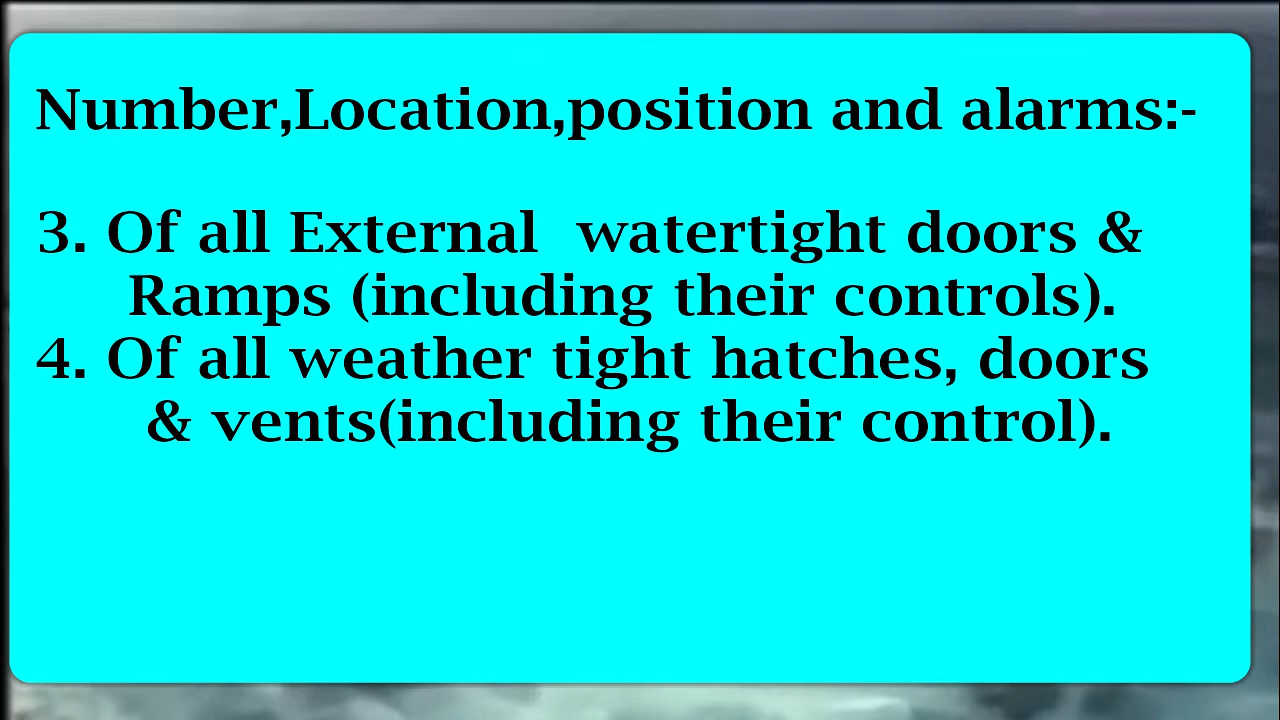 Number,Location,position and alarms:-
3. Of all External  watertight doors &
Ramps (including their controls).
4. Of all weather tight hatches, doors
& vents(including their control).